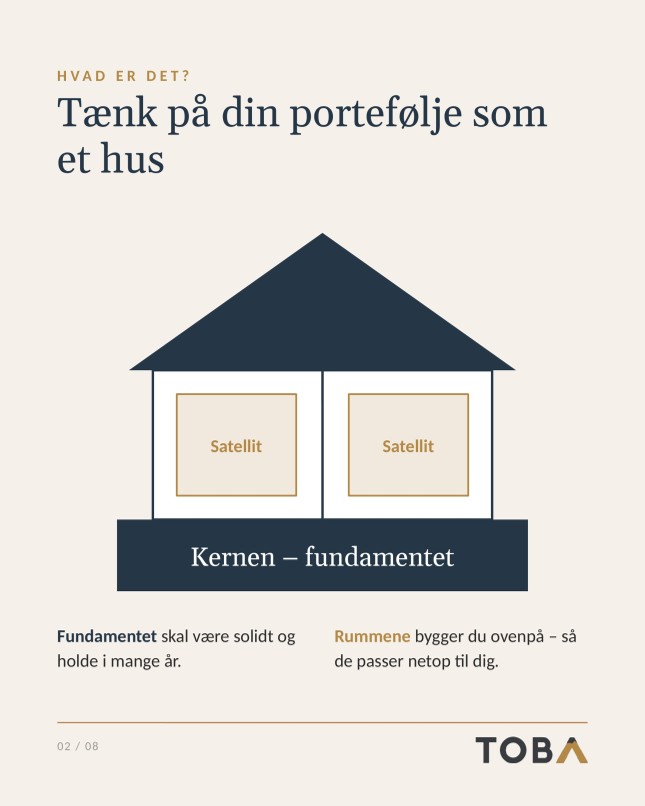 HVAD ER DET?
Tænk på din portefølje som
et hus
Satellit
Satellit
Kernen – fundamentet
Fundamentet skal være solidt og
holde i mange år.
Rummene bygger du ovenpå – så
de passer netop til dig.
02 / 08
TOBA